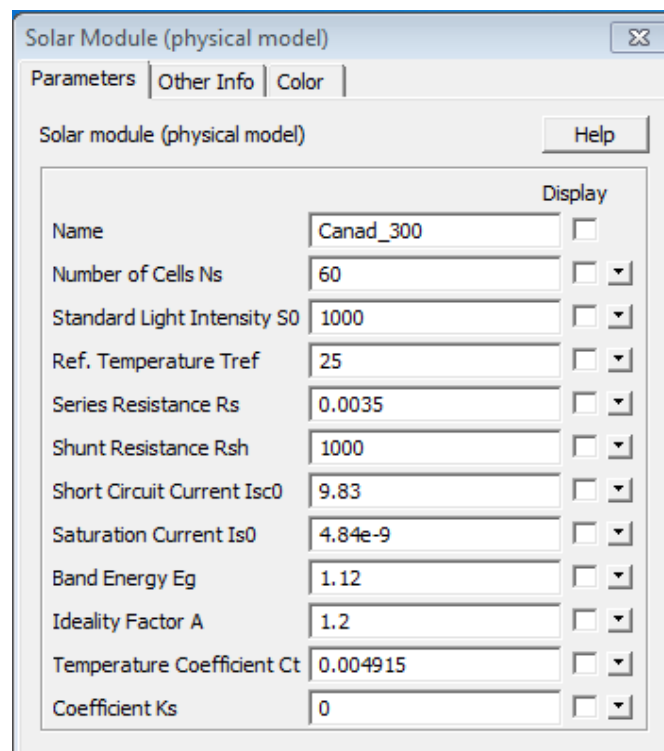 Solar Module (physical model)
Parameters Other Info Color
Solar module (physical model) Help
Display
Name Canad_300
Number of Cells Ns 60
Standard Light Intensity S0 1000
Ref. Temperature Tref 25
Series Resistance Rs 0.0035
Shunt Resistance Rsh 1000
Short Circuit Current Isc0 9.83
Saturation Current Is0 4.84e-9
Band Energy Eg 1.12
Ideality Factor A 1.2
Temperature Coefficient Ct 0.004915
Coefficient Ks 0